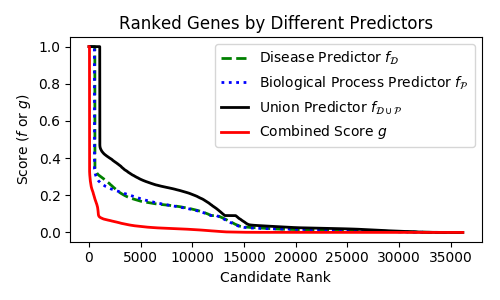 Ranked Genes by Different Predictors
Score (f or g)
1.0
0.8
0.6
0.4
0.2
0.0
Disease Predictor f_𝒟
Biological Process Predictor f_𝒫
Union Predictor f_𝒟∪𝒫
Combined Score g
0 5000 10000 15000 20000 25000 30000 35000
Candidate Rank